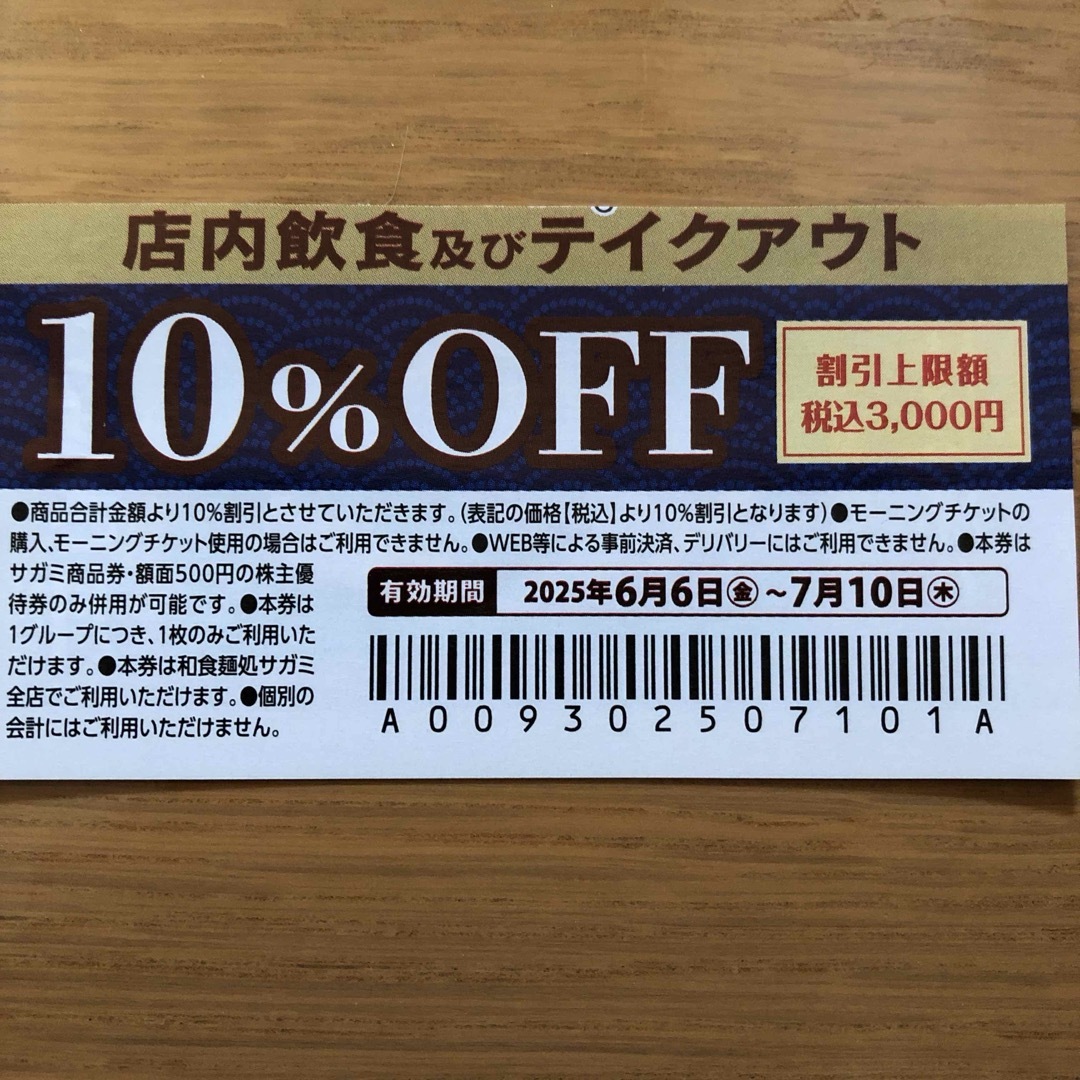 店内飲食及びテイクアウト
10%OFF
割引上限額
税込3,000円
●商品合計金額より10%割引とさせていただきます。(表記の価格【税込】より10%割引となります)●モーニングチケットの
購入、モーニングチケット使用の場合はご利用できません。●WEB等による事前決済、デリバリーにはご利用できません。●本券は
サガミ商品券・額面500円の株主優
待券のみ併用が可能です。●本券は
1グループにつき、1枚のみご利用いた
だけます。●本券は和食麺処サガミ
全店でご利用いただけます。●個別の
会計にはご利用いただけません。
有効期間 2025年6月6日㊎~7月10日㊍
A009302507101A